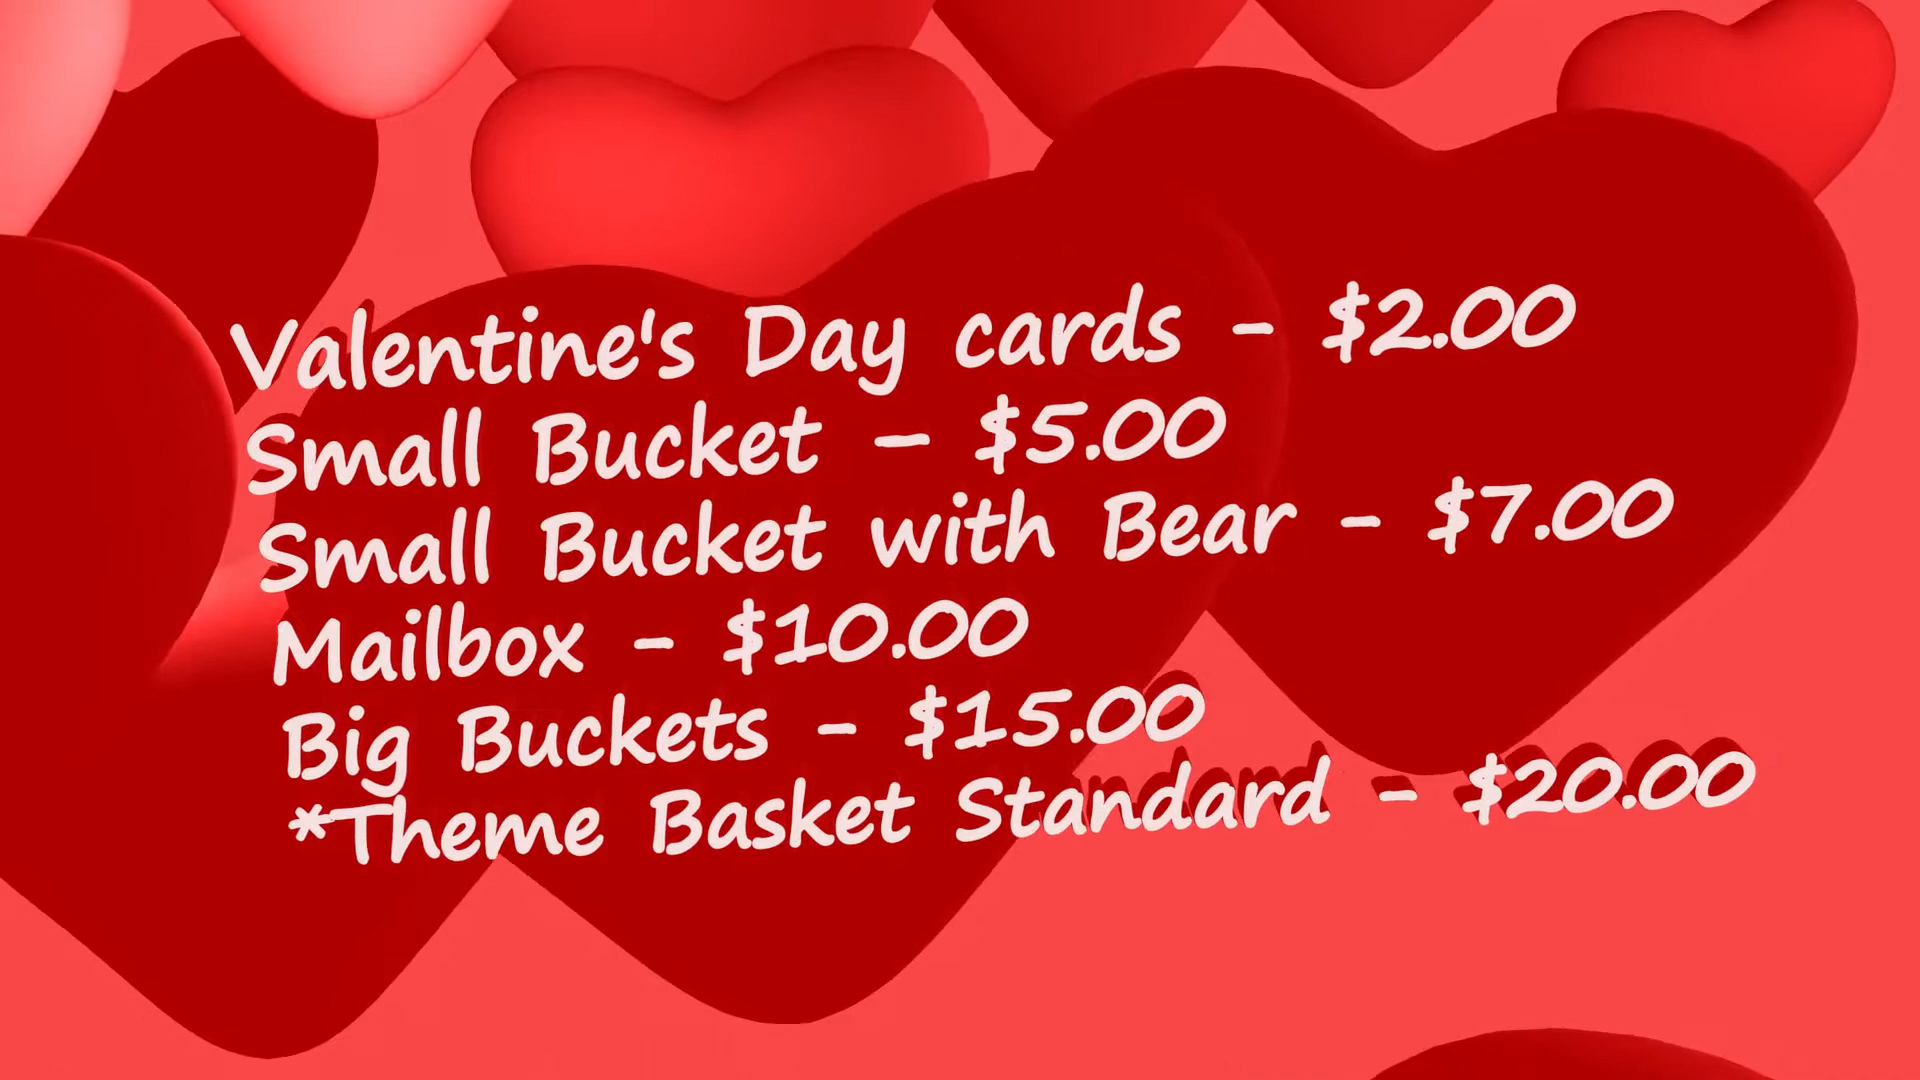 Valentine's Day cards - $2.00
Small Bucket – $5.00
Small Bucket with Bear - $7.00
Mailbox - $10.00
Big Buckets - $15.00
*Theme Basket Standard - $20.00